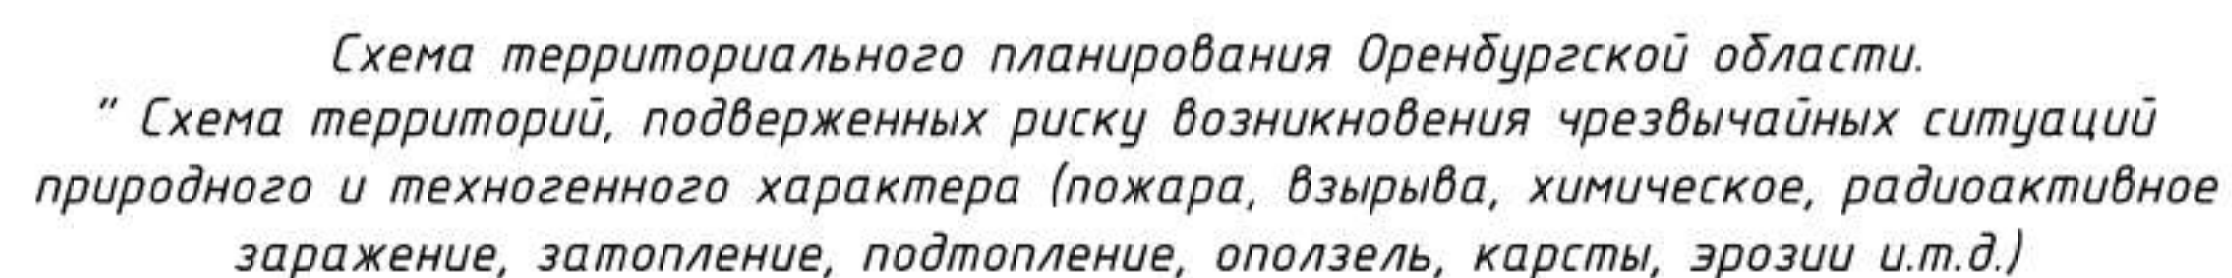 Схема территориального планирования Оренбургской области.
" Схема территорий, подверженных риску возникновения чрезвычайных ситуаций
природного и техногенного характера (пожара, взырыва, химическое, радиоактивное
заражение, затопление, подтопление, оползель, карсты, эрозии и.т.д.)